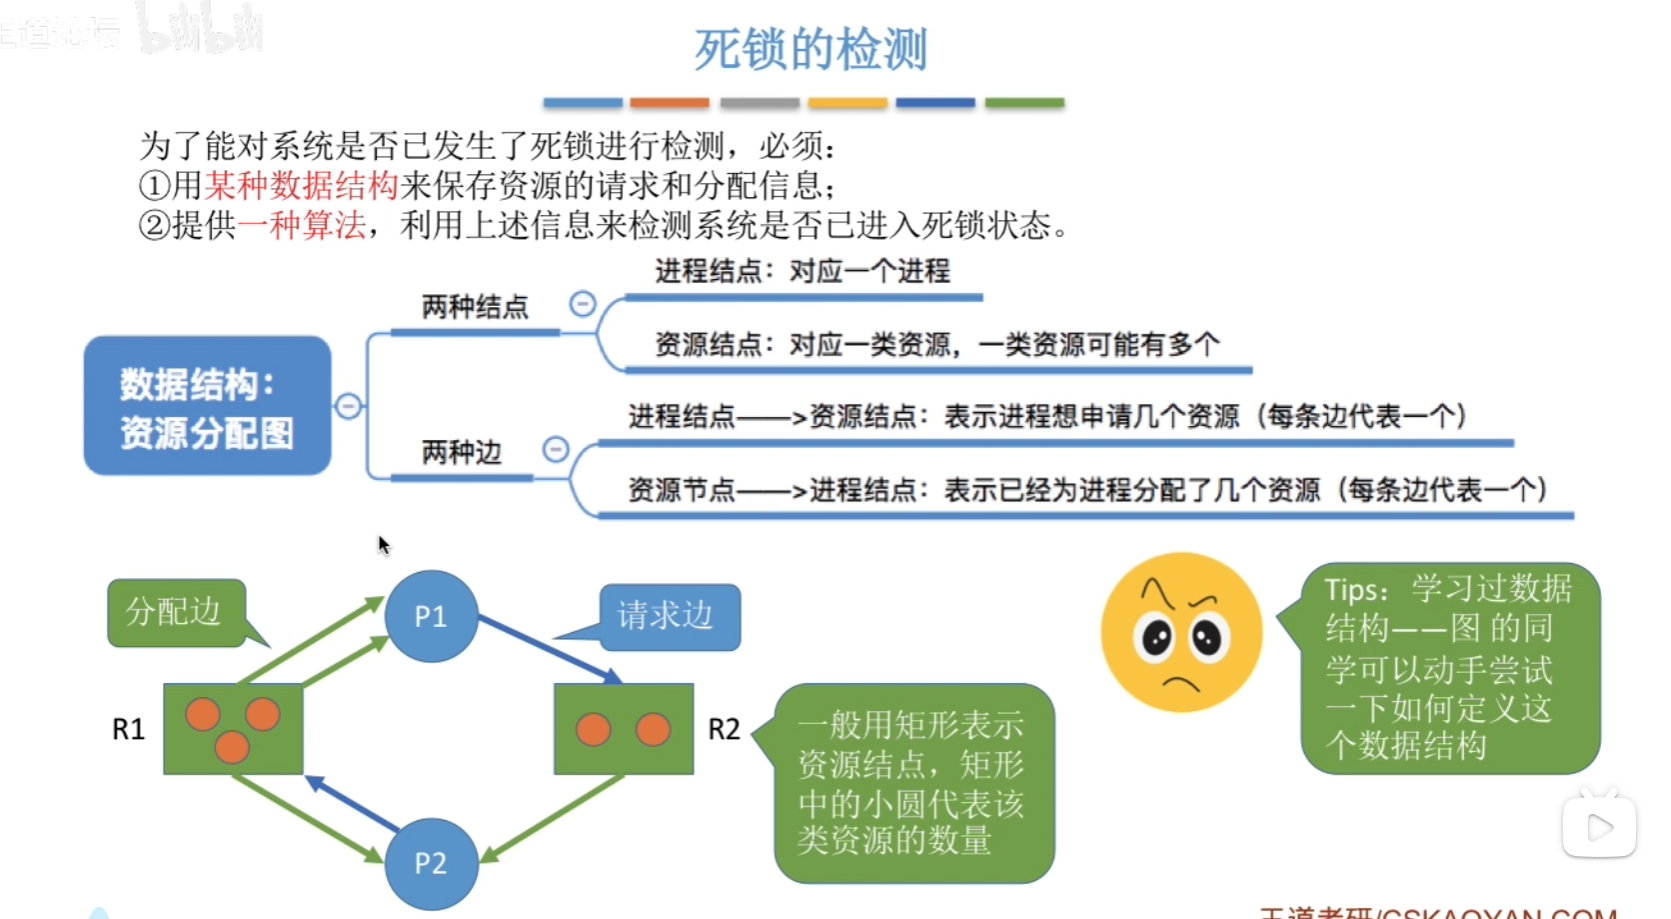 王道论坛 bilibili
死锁的检测
为了能对系统是否已发生了死锁进行检测，必须：
①用某种数据结构来保存资源的请求和分配信息；
②提供一种算法，利用上述信息来检测系统是否已进入死锁状态。
数据结构：
资源分配图
两种结点
进程结点：对应一个进程
资源结点：对应一类资源，一类资源可能有多个
两种边
进程结点——>资源结点：表示进程想申请几个资源（每条边代表一个）
资源节点——>进程结点：表示已经为进程分配了几个资源（每条边代表一个）
分配边
P1
请求边
R1
R2
P2
一般用矩形表示
资源结点，矩形
中的小圆代表该
类资源的数量
Tips：学习过数据
结构——图 的同
学可以动手尝试
一下如何定义这
个数据结构
王道考研/CSKAOYAN.COM